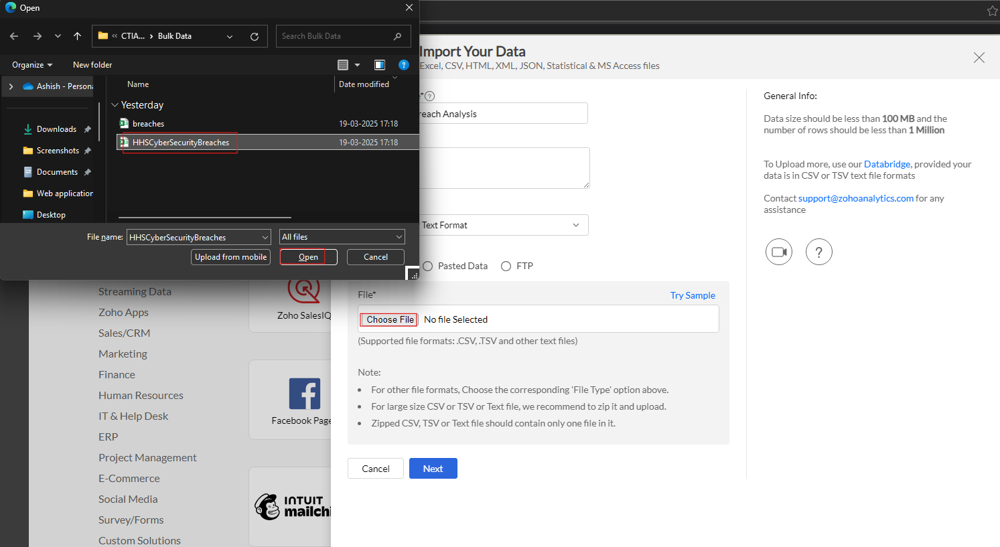 Open
« CTIA... › Bulk Data
Search Bulk Data
Organize
New folder
?
Ashish - Persona
Name
Date modified
Yesterday
breaches
19-03-2025 17:18
HHSCyberSecurityBreaches
19-03-2025 17:18
Downloads
Screenshots
Documents
Web application
Desktop
File name:
HHSCyberSecurityBreaches
All files
Upload from mobile
Open
Cancel
Import Your Data
Excel, CSV, HTML, XML, JSON, Statistical & MS Access files
*?
reach Analysis
Text Format
Pasted Data
FTP
File*
Try Sample
Choose File
No file Selected
(Supported file formats: .CSV, .TSV and other text files)
Note:
• For other file formats, Choose the corresponding 'File Type' option above.
• For large size CSV or TSV or Text file, we recommend to zip it and upload.
• Zipped CSV, TSV or Text file should contain only one file in it.
Cancel
Next
General Info:
Data size should be less than 100 MB and the
number of rows should be less than 1 Million
To Upload more, use our Databridge, provided your
data is in CSV or TSV text file formats
Contact support@zohoanalytics.com for any
assistance
?
Streaming Data
Zoho Apps
Sales/CRM
Marketing
Finance
Human Resources
IT & Help Desk
ERP
Project Management
E-Commerce
Social Media
Survey/Forms
Custom Solutions
Zoho SalesIQ
Facebook Page
INTUIT
mailchi